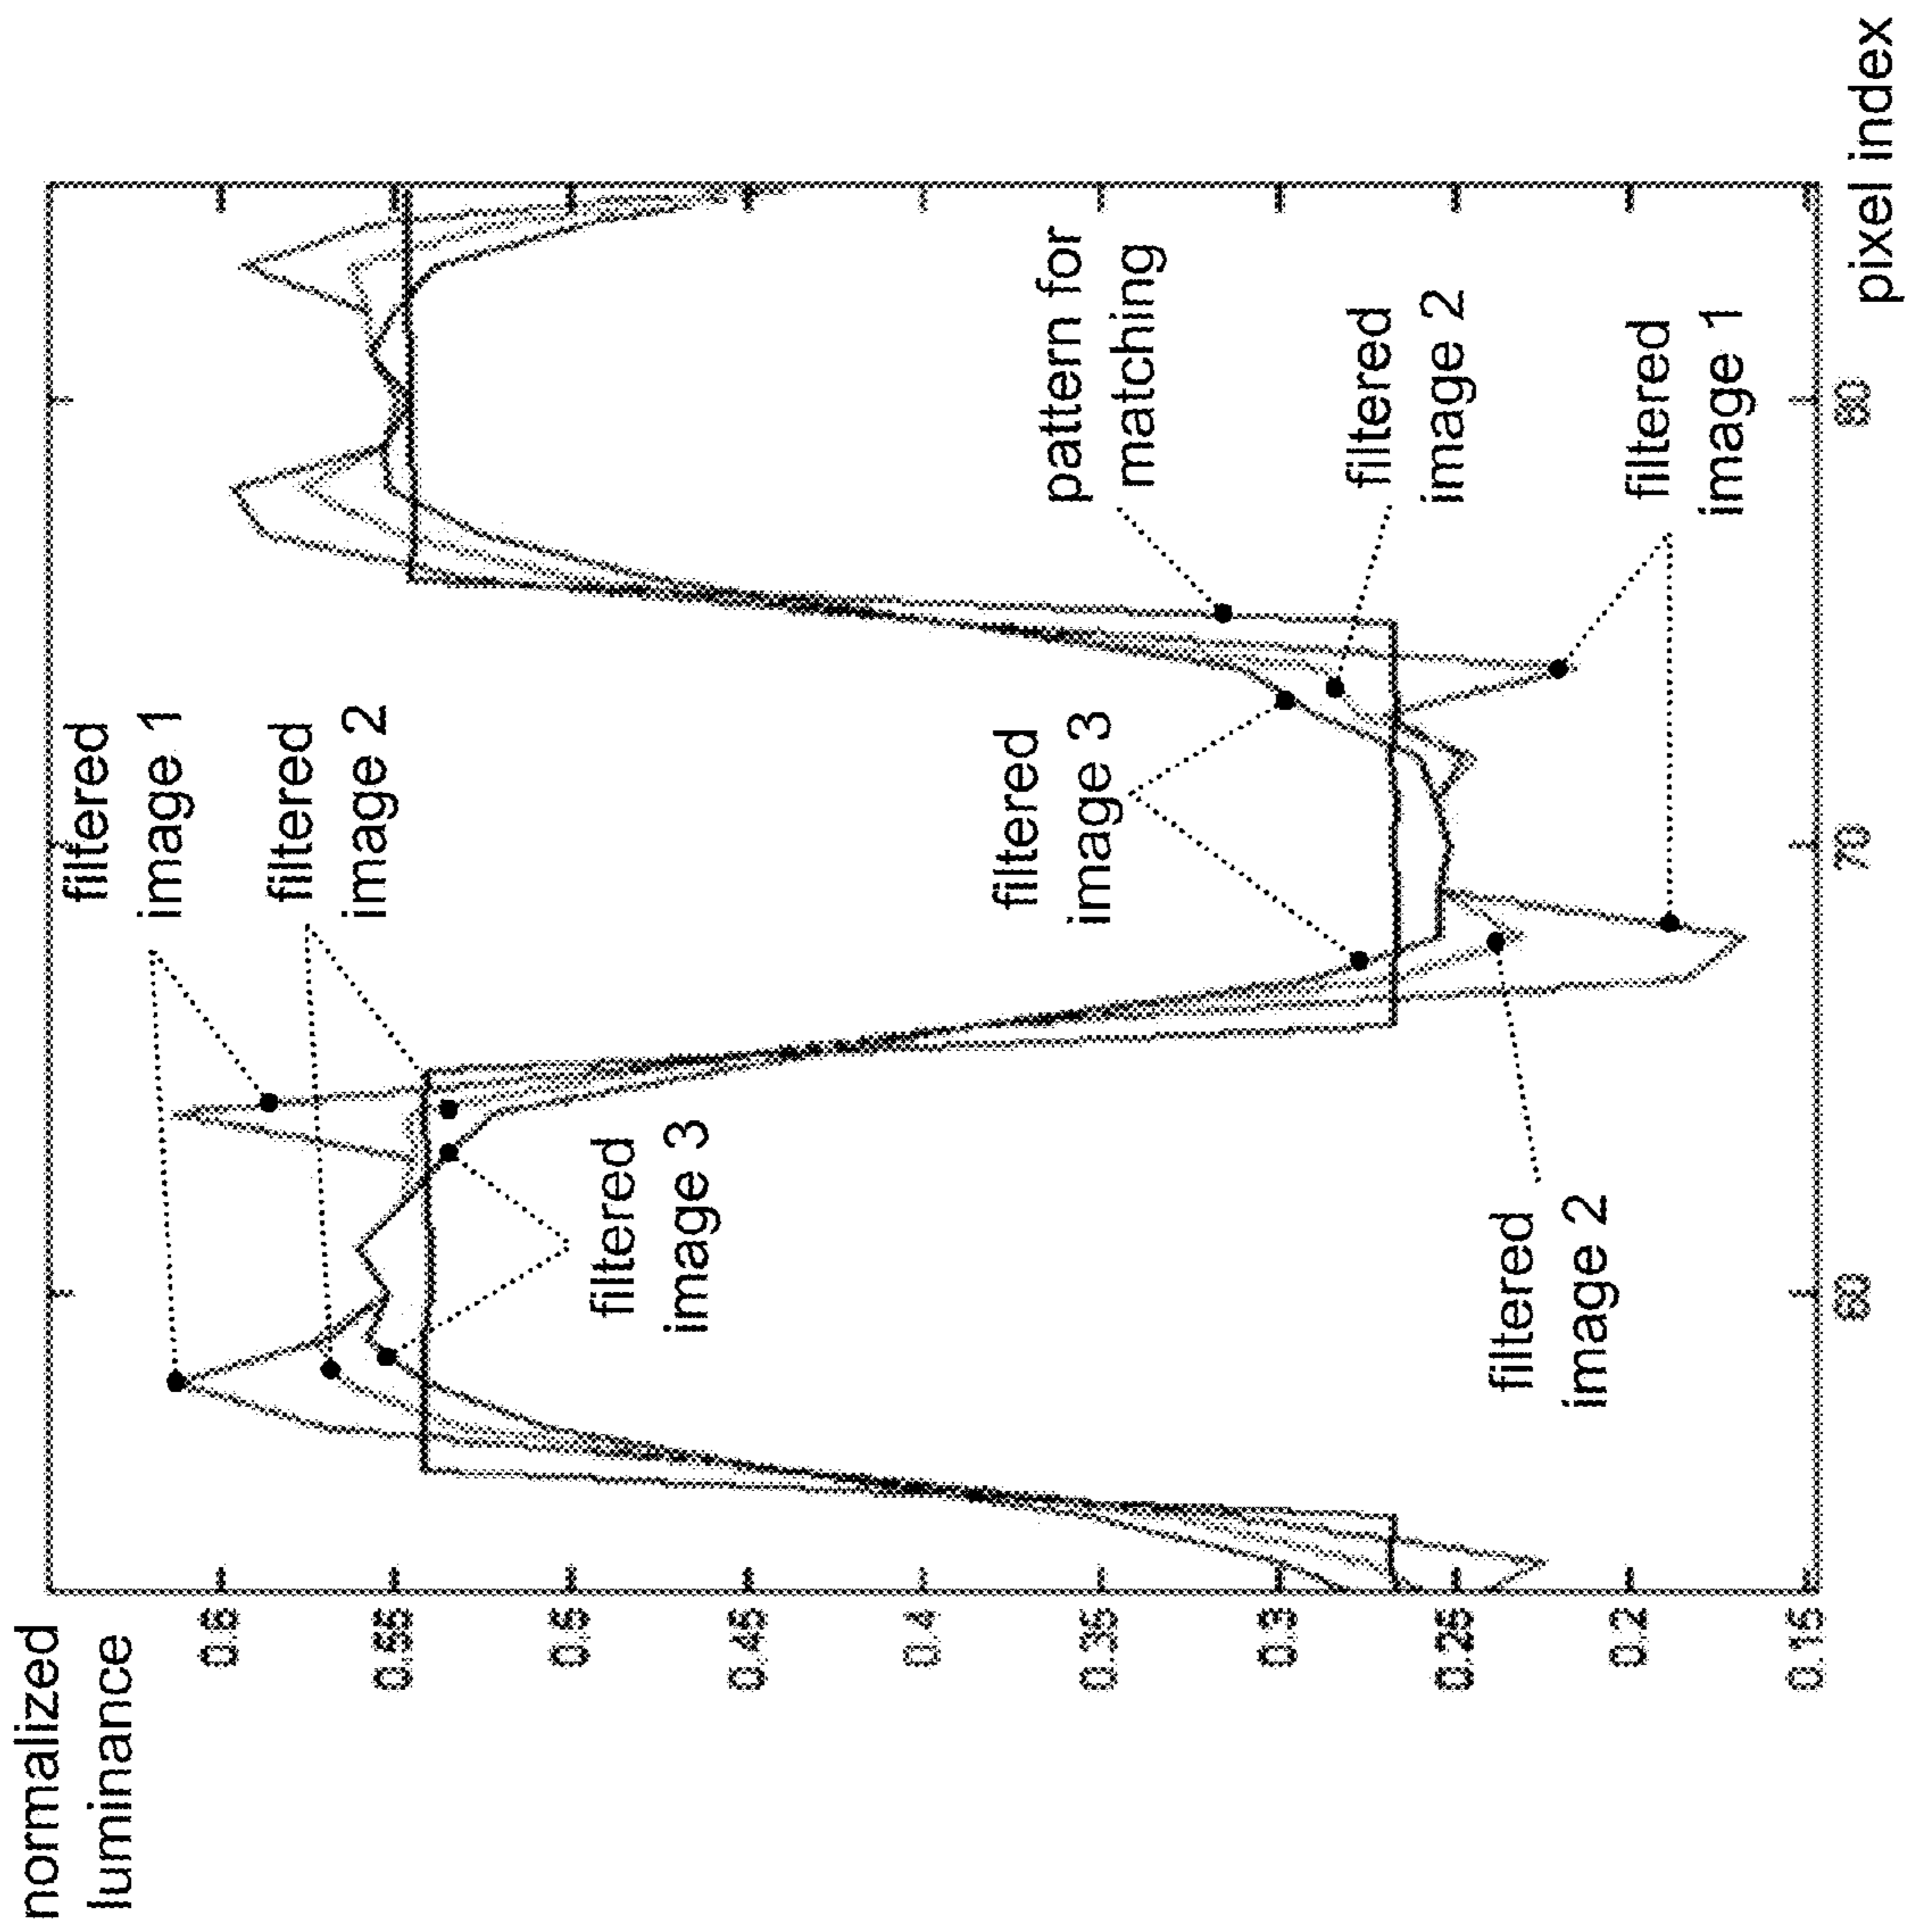 normalized
luminance
0.6
0.55
0.5
0.45
0.4
0.35
0.3
0.25
0.2
0.15
filtered
image 1
filtered
image 2
filtered
image 3
filtered
image 2
filtered
image 3
pattern for
matching
filtered
image 2
filtered
image 1
60
70
80
pixel index